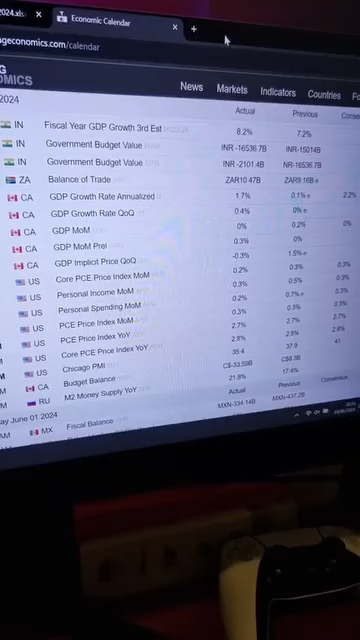 2024.xls
Economic Calendar
geconomics.com/calendar
OMICS
News Markets Indicators Countries
2024 Actual Previous
IN Fiscal Year GDP Growth 3rd Est 8.2% 7.2%
IN Government Budget Value INR -16536.7B INR-15014B
IN Government Budget Value INR -2101.4B NR-16536.7B
ZA Balance of Trade ZAR10.47B ZAR9.16B
CA GDP Growth Rate Annualized 1.7% 0.1% 2.2%
CA GDP Growth Rate QoQ 0.4% 0%
CA GDP MoM 0% 0.2% 0%
CA GDP MoM Prel 0.3% 0%
CA GDP Implicit Price QoQ -0.3% 1.5%
US Core PCE Price Index MoM 0.2% 0.3% 0.3%
US Personal Income MoM 0.3% 0.5% 0.3%
US Personal Spending MoM 0.2% 0.7% 0.3%
US PCE Price Index MoM 0.3% 0.3% 0.3%
US PCE Price Index YoY 2.7% 2.7% 2.7%
US Core PCE Price Index YoY 2.8% 2.8% 2.8%
US Chicago PMI 35.4 37.9 41
CA Budget Balance C$-33.59B C$8.3B
RU M2 Money Supply YoY 21.8% 17.4%
ay June 01 2024 Actual Previous Consensus
AM MX Fiscal Balance MXN-334.14B MXN-437.2B